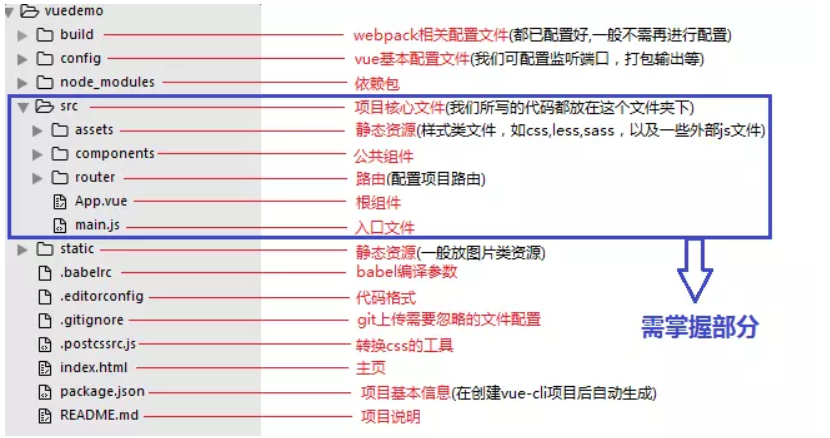 vuedemo
build webpack相关配置文件(都已配置好,一般不需再进行配置)
config vue基本配置文件(我们可配置监听端口，打包输出等)
node_modules 依赖包
src 项目核心文件(我们所写的代码都放在这个文件夹下)
assets 静态资源(样式类文件，如css,less,sass，以及一些外部js文件)
components 公共组件
router 路由(配置项目路由)
App.vue 根组件
main.js 入口文件
static 静态资源(一般放图片类资源)
.babelrc babel编译参数
.editorconfig 代码格式
.gitignore git上传需要忽略的文件配置
需掌握部分
.postcssrc.js 转换css的工具
index.html 主页
package.json 项目基本信息(在创建vue-cli项目后自动生成)
README.md 项目说明